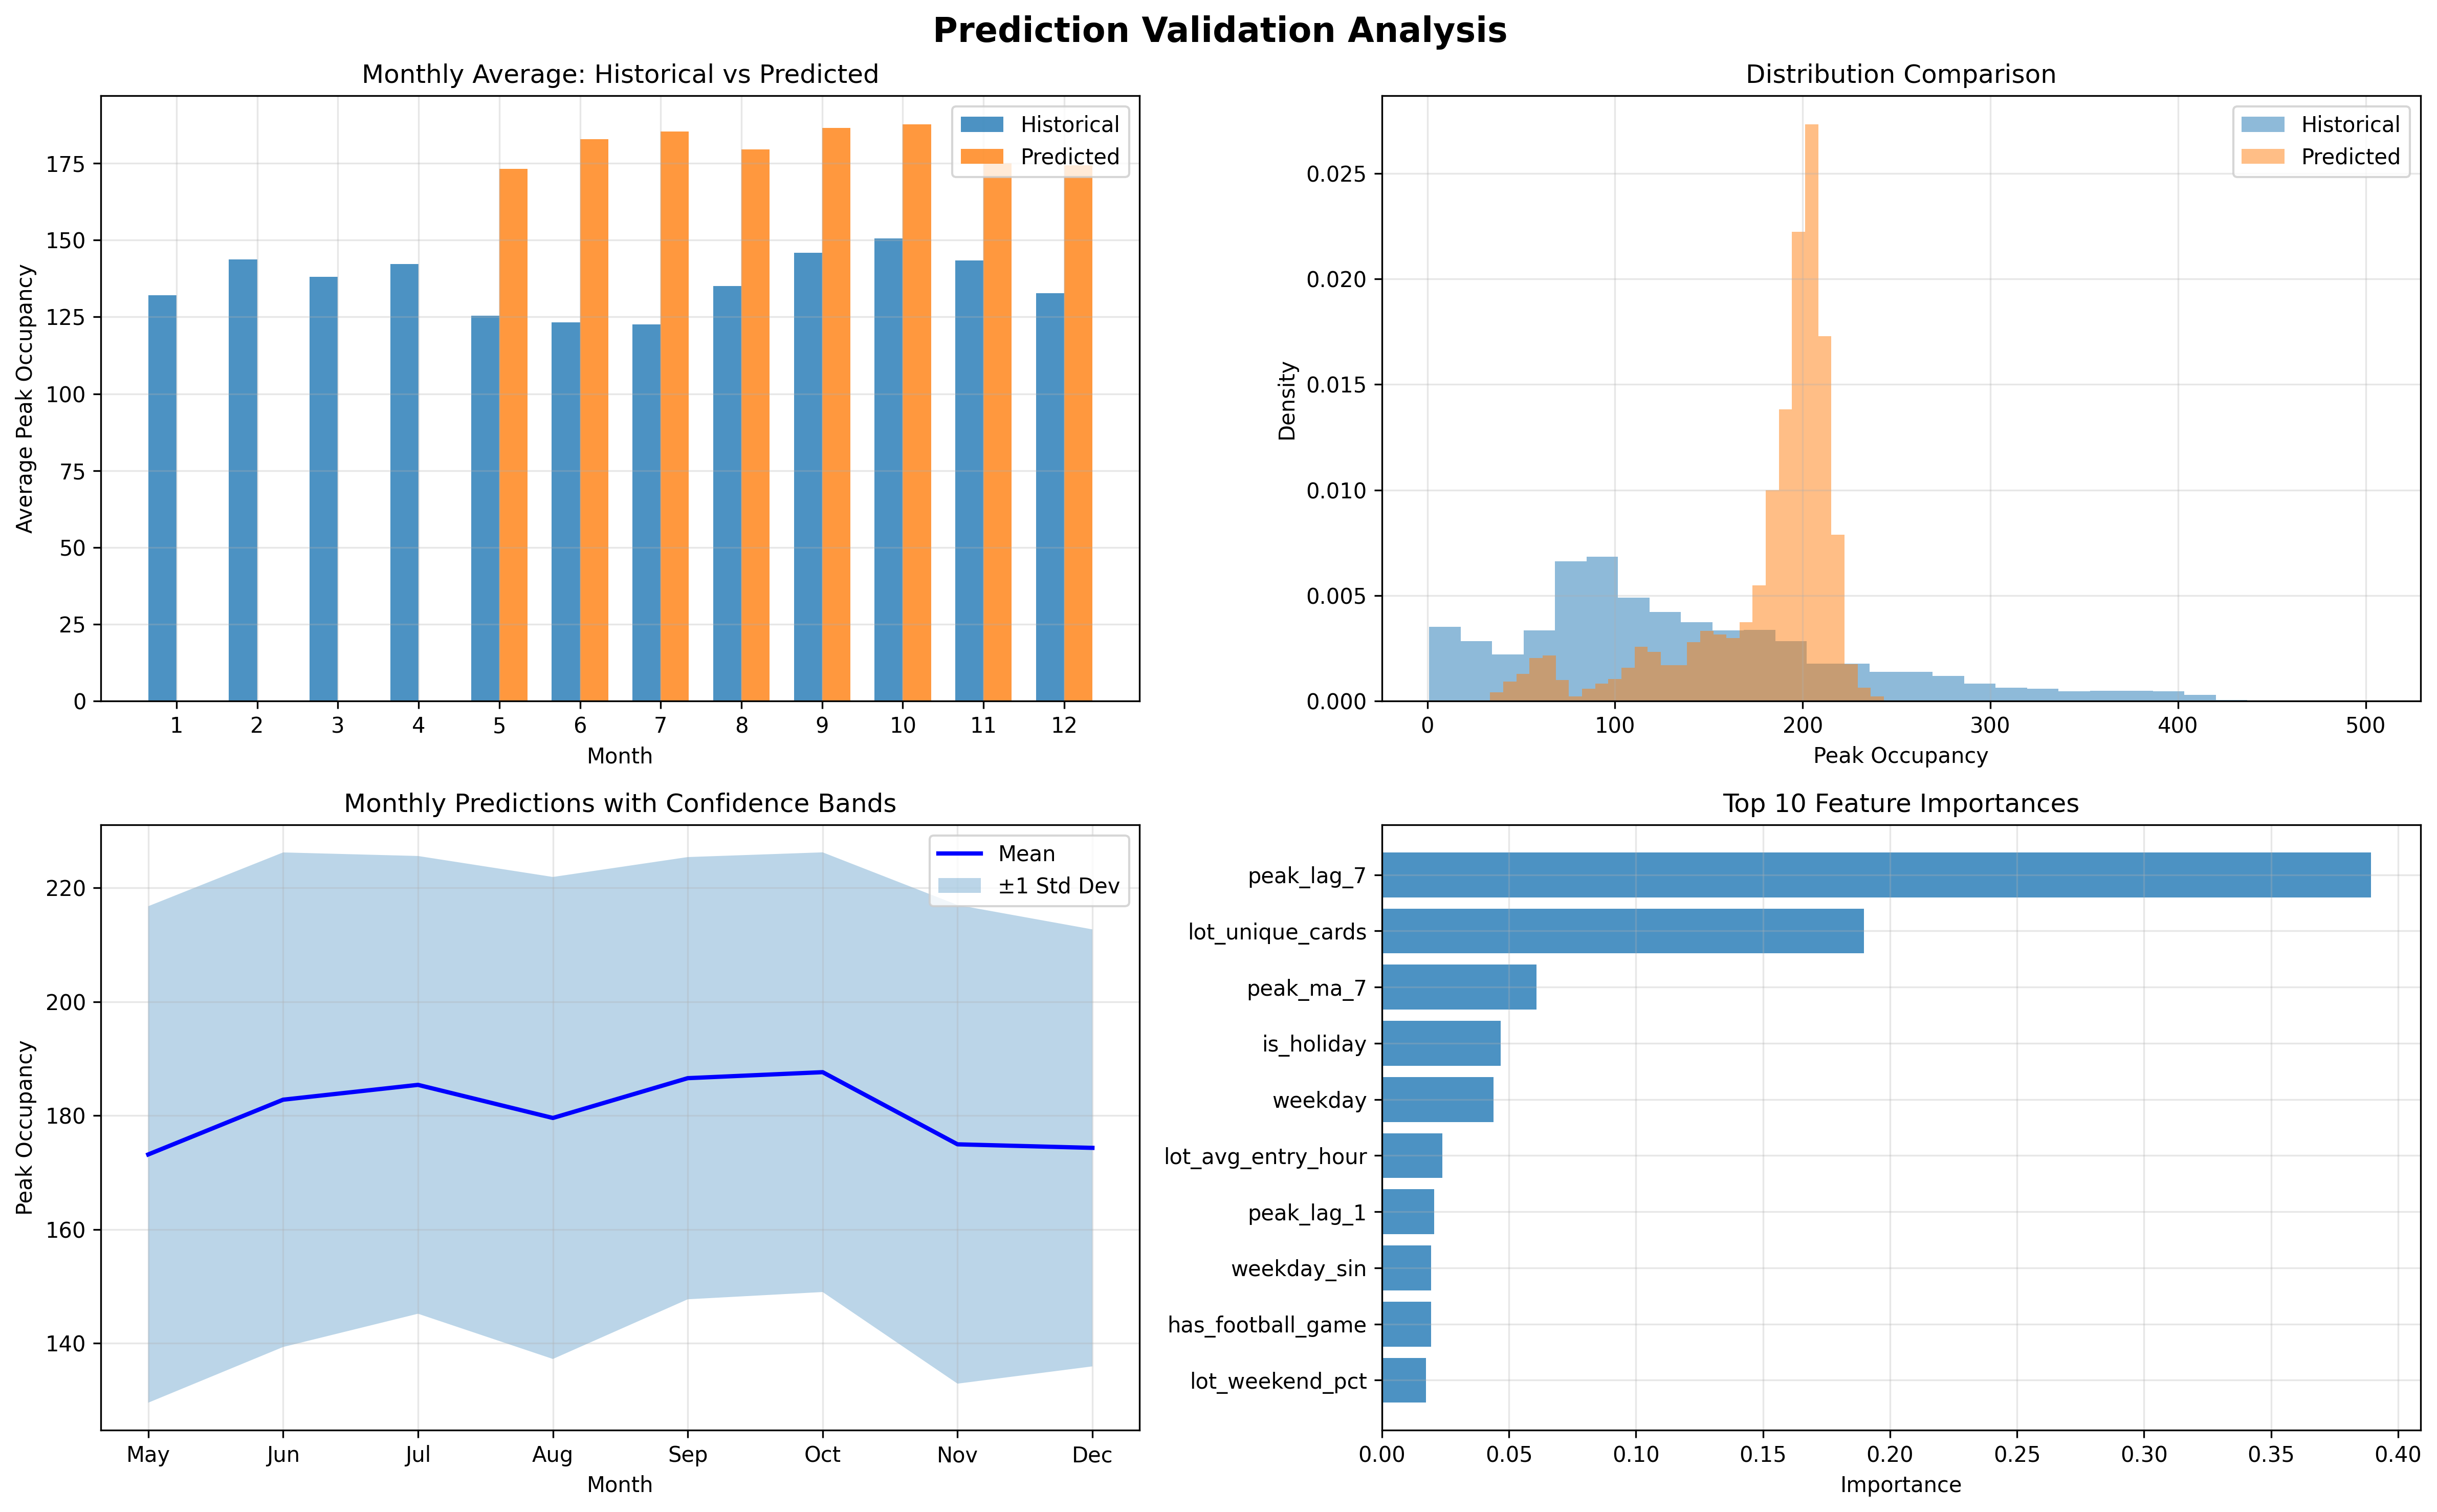 Prediction Validation Analysis
Monthly Average: Historical vs Predicted
Historical
Predicted
Average Peak Occupancy
175
150
125
100
75
50
25
0
1 2 3 4 5 6 7 8 9 10 11 12
Month
Distribution Comparison
Historical
Predicted
Density
0.025
0.020
0.015
0.010
0.005
0.000
0 100 200 300 400 500
Peak Occupancy
Monthly Predictions with Confidence Bands
Mean
±1 Std Dev
Peak Occupancy
220
200
180
160
140
May Jun Jul Aug Sep Oct Nov Dec
Month
Top 10 Feature Importances
peak_lag_7
lot_unique_cards
peak_ma_7
is_holiday
weekday
lot_avg_entry_hour
peak_lag_1
weekday_sin
has_football_game
lot_weekend_pct
0.00 0.05 0.10 0.15 0.20 0.25 0.30 0.35 0.40
Importance